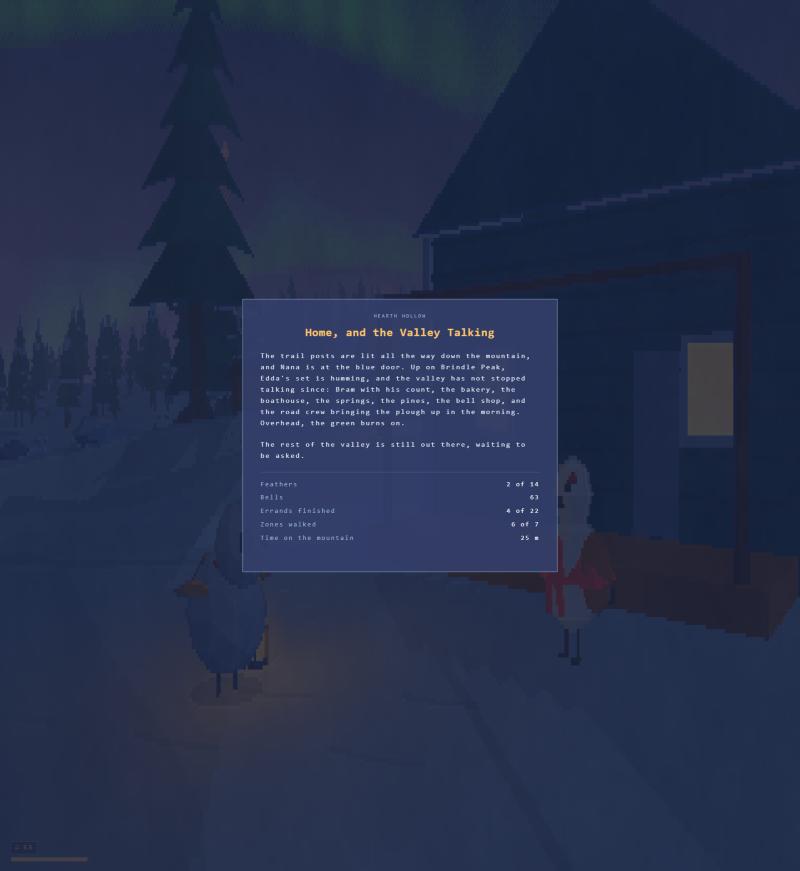 HEARTH HOLLOW
Home, and the Valley Talking
The trail posts are lit all the way down the mountain,
and Nana is at the blue door. Up on Brindle Peak,
Edda's set is humming, and the valley has not stopped
talking since: Bram with his count, the bakery, the
boathouse, the springs, the pines, the bell shop, and
the road crew bringing the plough up in the morning.
Overhead, the green burns on.
The rest of the valley is still out there, waiting to
be asked.
Feathers 2 of 14
Bells 63
Errands finished 4 of 22
Zones walked 6 of 7
Time on the mountain 25 m